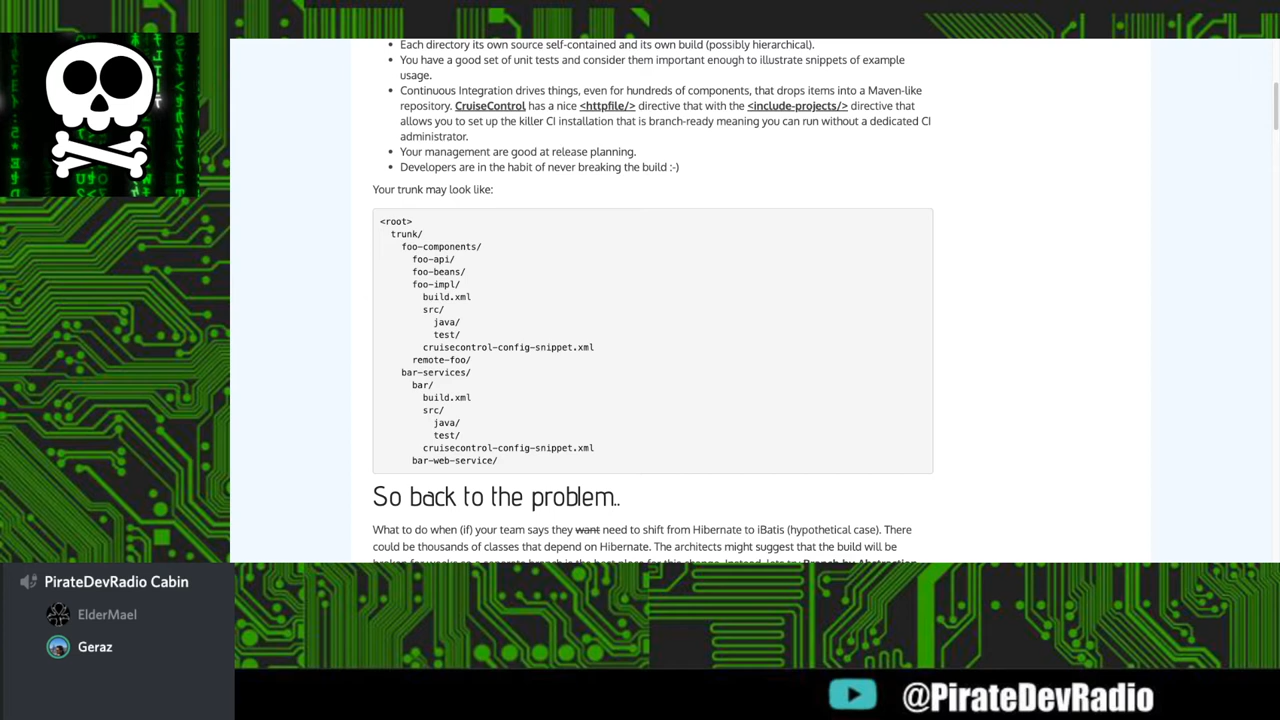 Each directory its own source self-contained and its own build (possibly hierarchical).
You have a good set of unit tests and consider them important enough to illustrate snippets of example
usage.
Continuous Integration drives things, even for hundreds of components, that drops items into a Maven-like
repository. CruiseControl has a nice <httpfile/> directive that with the <include-projects/> directive that
allows you to set up the killer CI installation that is branch-ready meaning you can run without a dedicated CI
administrator.
Your management are good at release planning.
Developers are in the habit of never breaking the build :-)
Your trunk may look like:
<root>
trunk/
foo-components/
foo-api/
foo-beans/
foo-impl/
build.xml
src/
java/
test/
cruisecontrol-config-snippet.xml
remote-foo/
bar-services/
bar/
build.xml
src/
java/
test/
cruisecontrol-config-snippet.xml
bar-web-service/
So back to the problem..
What to do when (if) your team says they want need to shift from Hibernate to iBatis (hypothetical case). There
could be thousands of classes that depend on Hibernate. The architects might suggest that the build will be
PirateDevRadio Cabin
ElderMael
Geraz
@PirateDevRadio